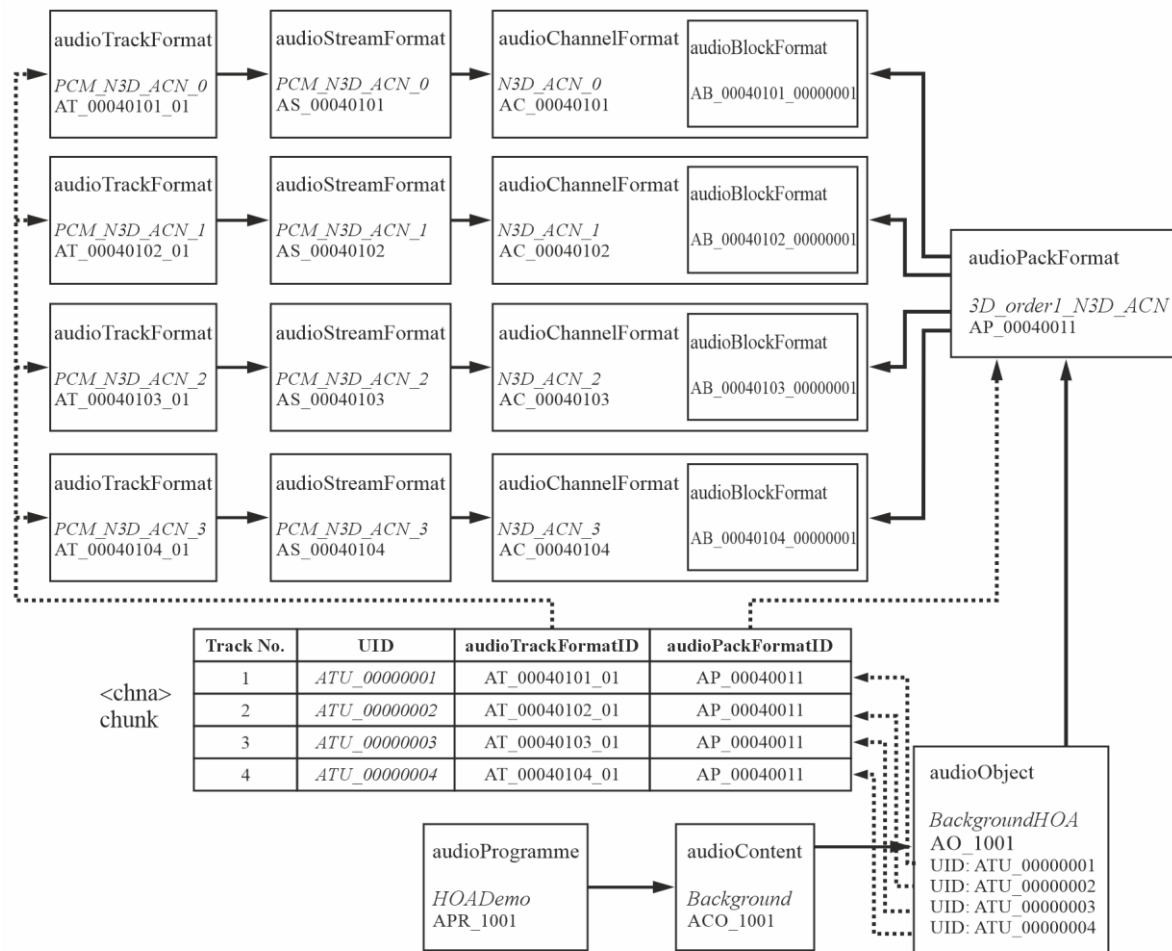 audioTrackFormat
PCM_N3D_ACN_0
AT_00040101_01
audioStreamFormat
PCM_N3D_ACN_0
AS_00040101
audioChannelFormat
N3D_ACN_0
AC_00040101
audioBlockFormat
AB_00040101_00000001
audioTrackFormat
PCM_N3D_ACN_1
AT_00040102_01
audioStreamFormat
PCM_N3D_ACN_1
AS_00040102
audioChannelFormat
N3D_ACN_1
AC_00040102
audioBlockFormat
AB_00040102_00000001
audioPackFormat
3D_order1_N3D_ACN
AP_00040011
audioTrackFormat
PCM_N3D_ACN_2
AT_00040103_01
audioStreamFormat
PCM_N3D_ACN_2
AS_00040103
audioChannelFormat
N3D_ACN_2
AC_00040103
audioBlockFormat
AB_00040103_00000001
audioTrackFormat
PCM_N3D_ACN_3
AT_00040104_01
audioStreamFormat
PCM_N3D_ACN_3
AS_00040104
audioChannelFormat
N3D_ACN_3
AC_00040104
audioBlockFormat
AB_00040104_00000001
<chna>
chunk
Track No. UID audioTrackFormatID audioPackFormatID
1 ATU_00000001 AT_00040101_01 AP_00040011
2 ATU_00000002 AT_00040102_01 AP_00040011
3 ATU_00000003 AT_00040103_01 AP_00040011
4 ATU_00000004 AT_00040104_01 AP_00040011
audioProgramme
HOADemo
APR_1001
audioContent
Background
ACO_1001
audioObject
BackgroundHOA
AO_1001
UID: ATU_00000001
UID: ATU_00000002
UID: ATU_00000003
UID: ATU_00000004